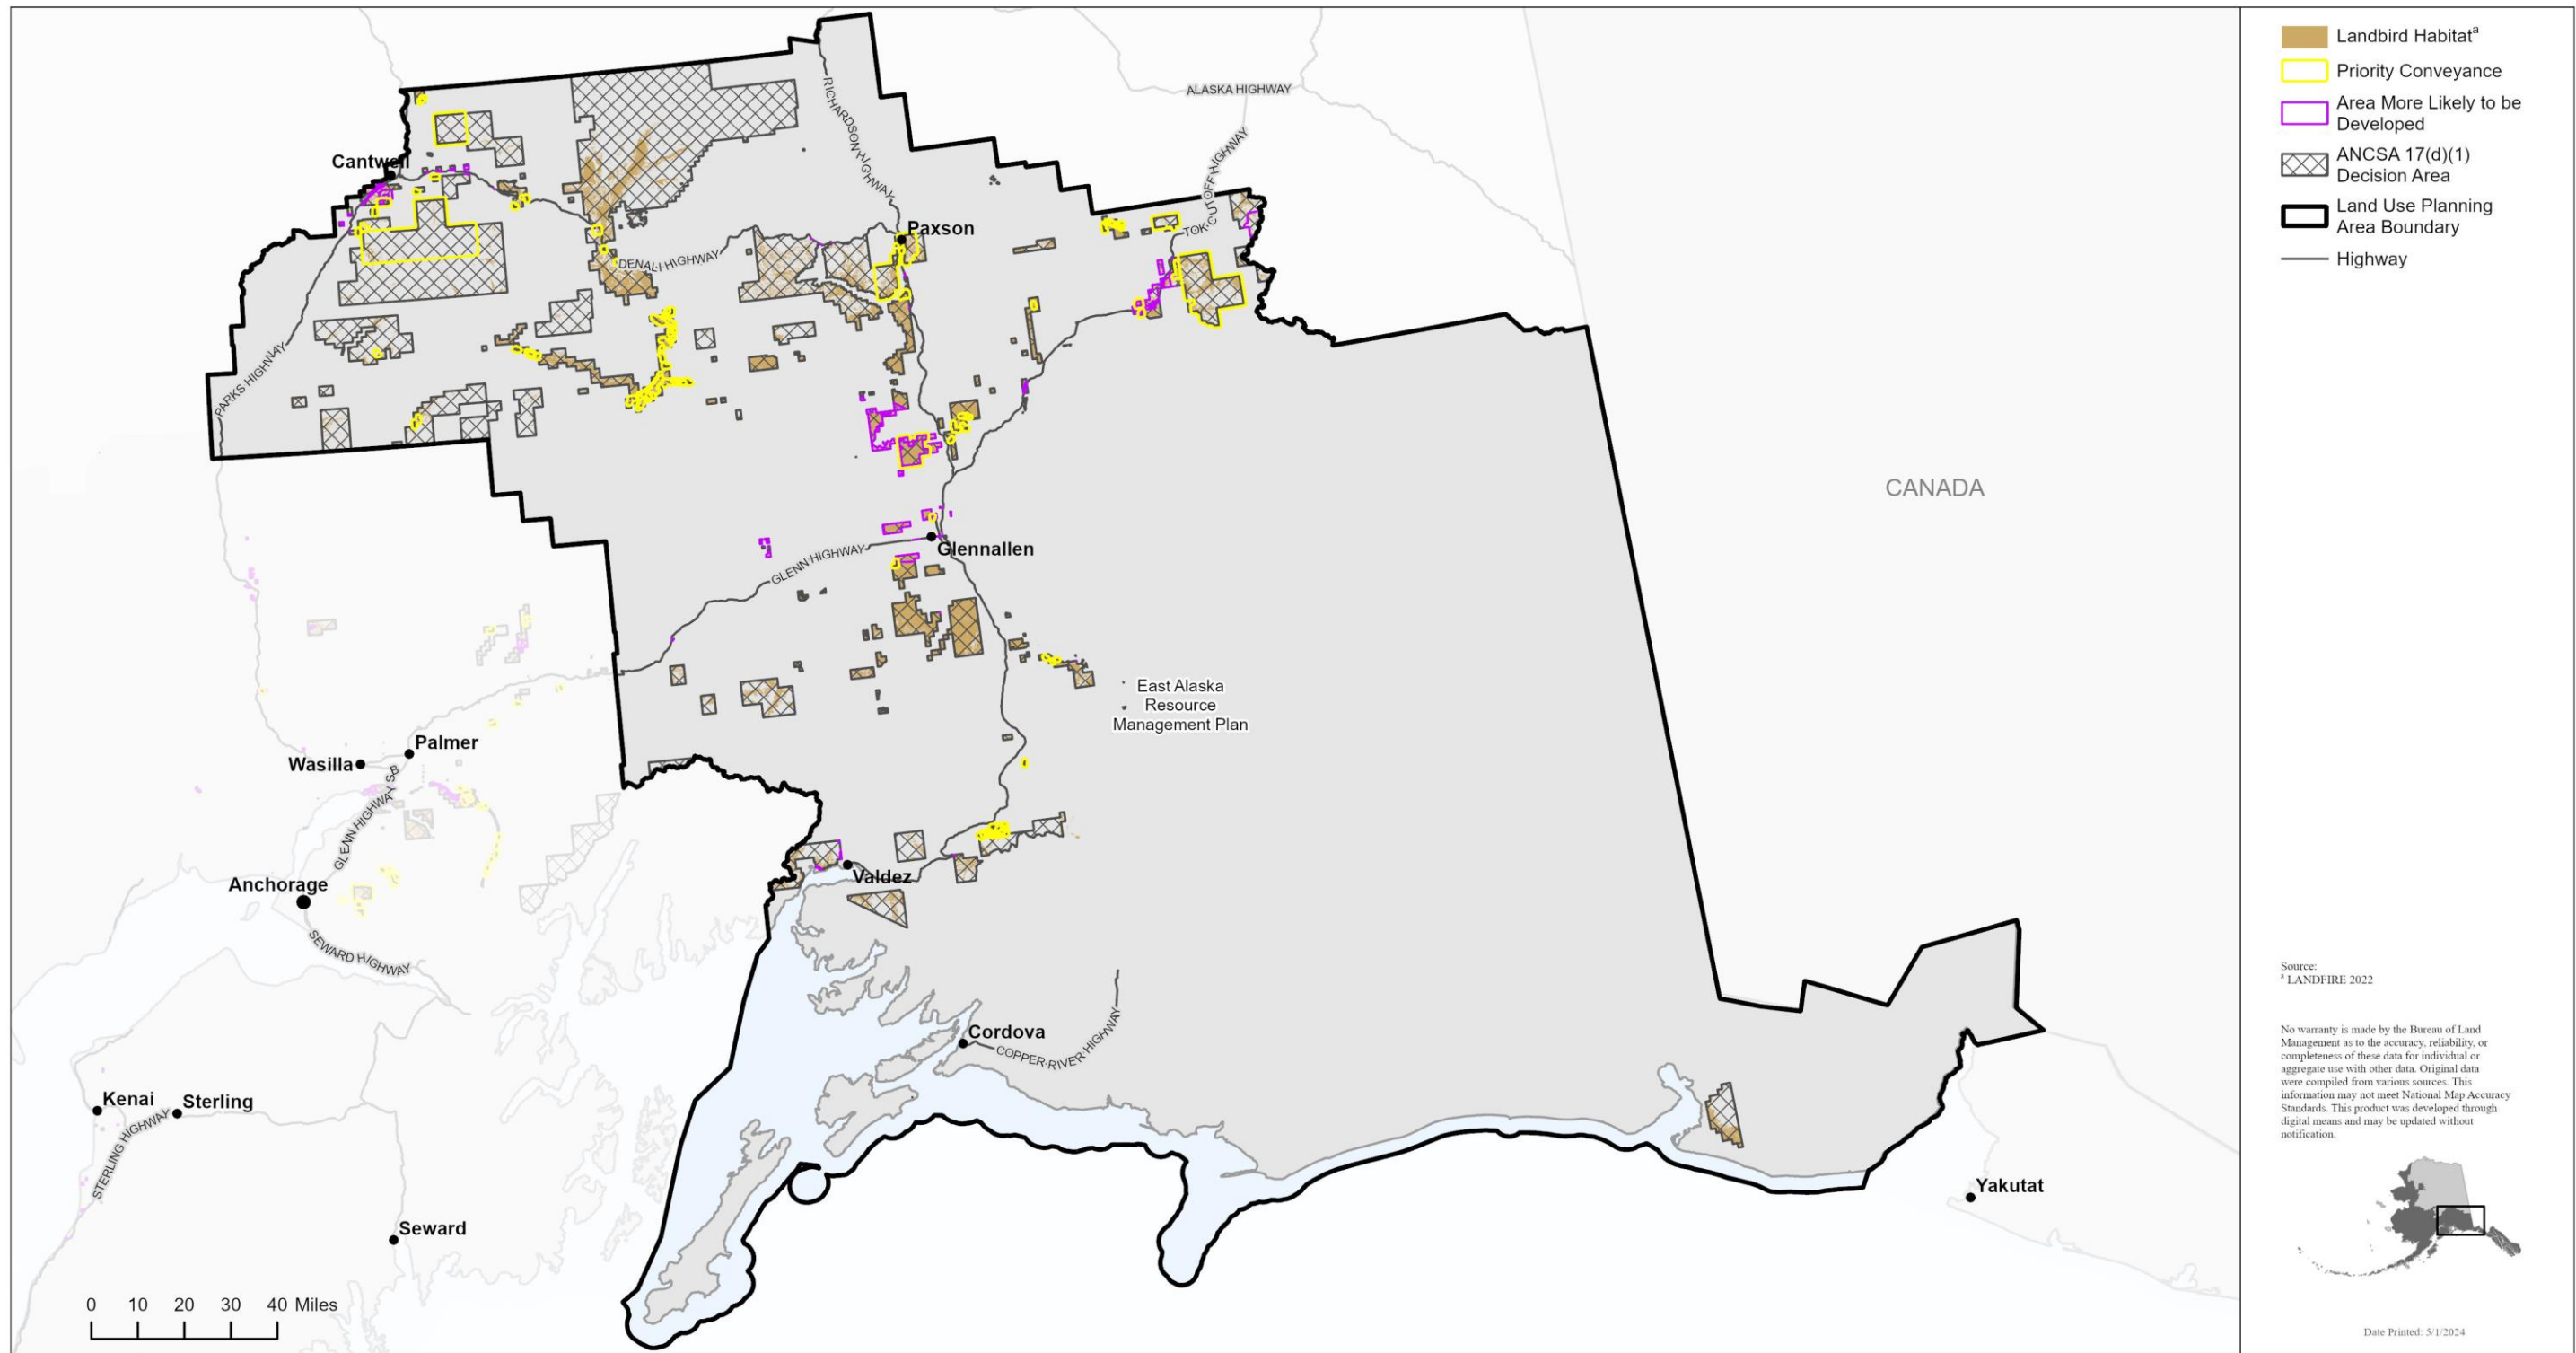 ALASKA HIGHWAY
RICHARDSON HIGHWAY
TOK CUTOFF HIGHWAY
Cantwell
Paxson
DENALI HIGHWAY
PARKS HIGHWAY
CANADA
Glennallen
GLENN HIGHWAY
East Alaska
Resource
Management Plan
Palmer
Wasilla
GLENN HIGHWAY SB
Valdez
Anchorage
SEWARD HIGHWAY
Cordova
COPPER RIVER HIGHWAY
Kenai
Sterling
STERLING HIGHWAY
Yakutat
Seward
0 10 20 30 40 Miles
Landbird Habitatᵃ
Priority Conveyance
Area More Likely to be
Developed
ANCSA 17(d)(1)
Decision Area
Land Use Planning
Area Boundary
Highway
Source:
ᵃ LANDFIRE 2022
No warranty is made by the Bureau of Land
Management as to the accuracy, reliability, or
completeness of these data for individual or
aggregate use with other data. Original data
were compiled from various sources. This
information may not meet National Map Accuracy
Standards. This product was developed through
digital means and may be updated without
notification.
Date Printed: 5/1/2024